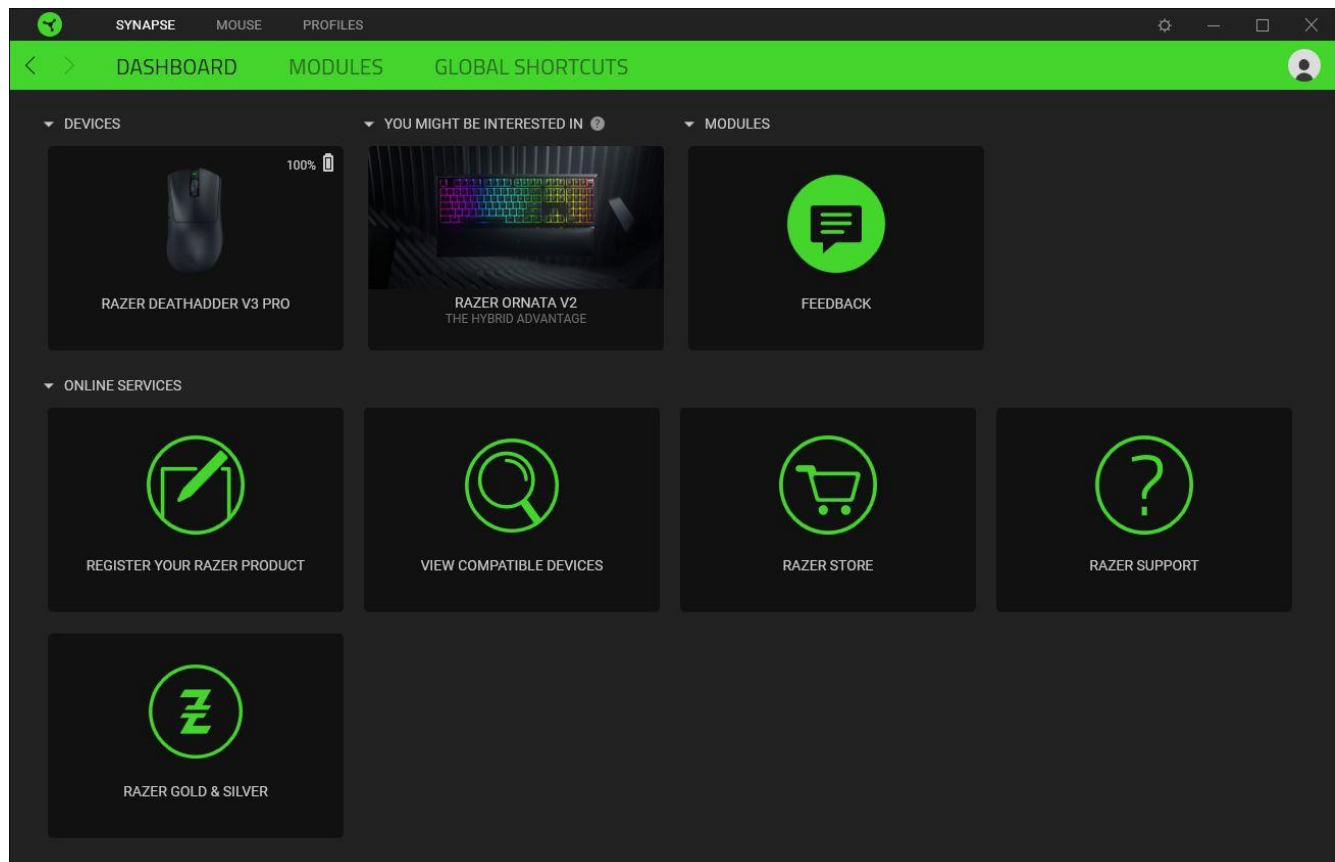 SYNAPSE MOUSE PROFILES
DASHBOARD MODULES GLOBAL SHORTCUTS
DEVICES
100%
RAZER DEATHADDER V3 PRO
YOU MIGHT BE INTERESTED IN ?
RAZER ORNATA V2
THE HYBRID ADVANTAGE
MODULES
FEEDBACK
ONLINE SERVICES
REGISTER YOUR RAZER PRODUCT
VIEW COMPATIBLE DEVICES
RAZER STORE
?
RAZER SUPPORT
RAZER GOLD & SILVER